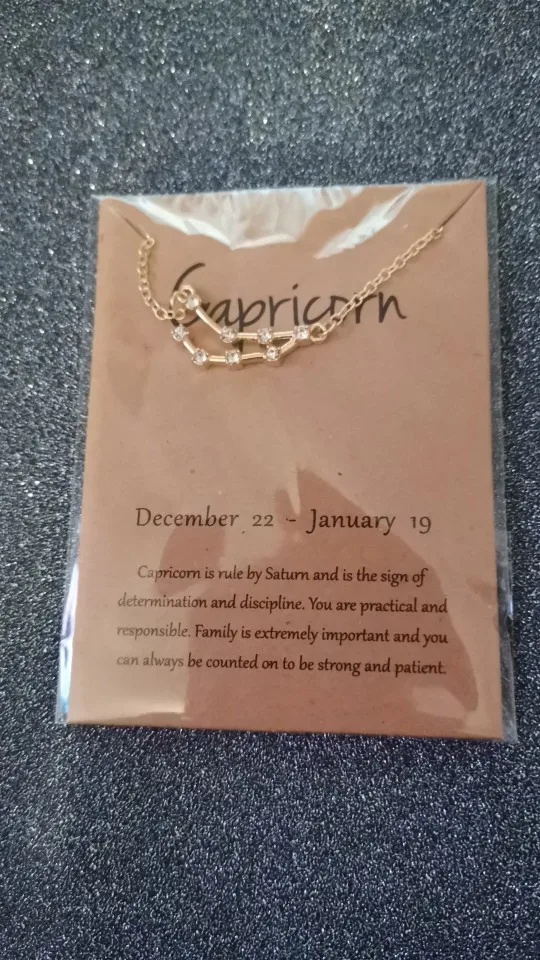 Capricorn
December 22 - January 19
Capricorn is rule by Saturn and is the sign of
determination and discipline. You are practical and
responsible. Family is extremely important and you
can always be counted on to be strong and patient.